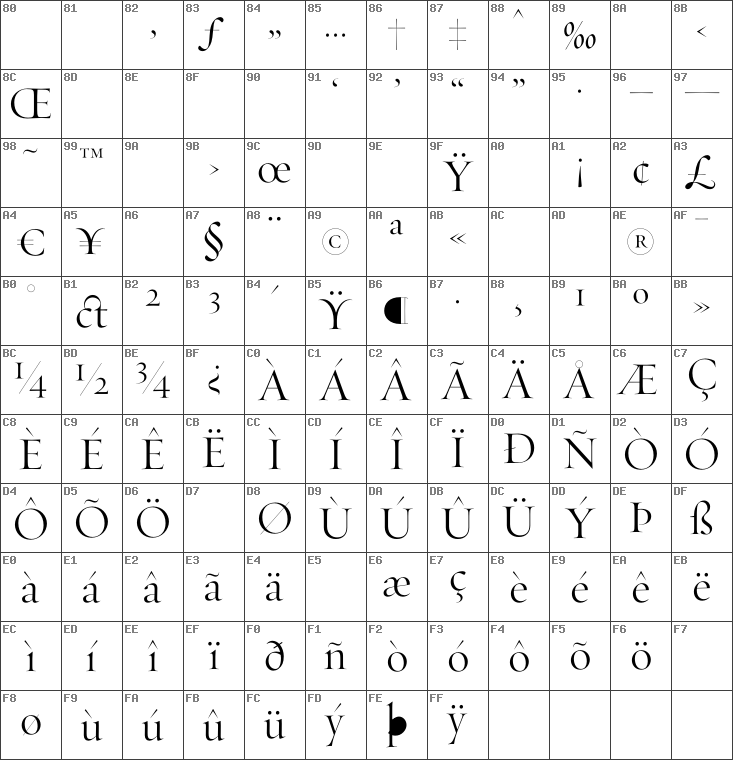 80 81 82 83 84 85 86 87 88 89 8A 8B
‚ ƒ „ … † ‡ ˆ ‰ ‹
8C 8D 8E 8F 90 91 92 93 94 95 96 97
Œ ‘ ’ “ ” • – —
98 99 9A 9B 9C 9D 9E 9F A0 A1 A2 A3
˜ ™ › œ Ÿ ¡ ¢ £
A4 A5 A6 A7 A8 A9 AA AB AC AD AE AF
€ ¥ § ¨ © ª « ® ¯
B0 B1 B2 B3 B4 B5 B6 B7 B8 B9 BA BB
° ct ² ³ ´ Ÿ ¶ · ¸ ¹ º »
BC BD BE BF C0 C1 C2 C3 C4 C5 C6 C7
¼ ½ ¾ ¿ À Á Â Ã Ä Å Æ Ç
C8 C9 CA CB CC CD CE CF D0 D1 D2 D3
È É Ê Ë Ì Í Î Ï Ð Ñ Ò Ó
D4 D5 D6 D7 D8 D9 DA DB DC DD DE DF
Ô Õ Ö Ø Ù Ú Û Ü Ý Þ ß
E0 E1 E2 E3 E4 E5 E6 E7 E8 E9 EA EB
à á â ã ä æ ç è é ê ë
EC ED EE EF F0 F1 F2 F3 F4 F5 F6 F7
ì í î ï ð ñ ò ó ô õ ö
F8 F9 FA FB FC FD FE FF
ø ù ú û ü ý þ ÿ